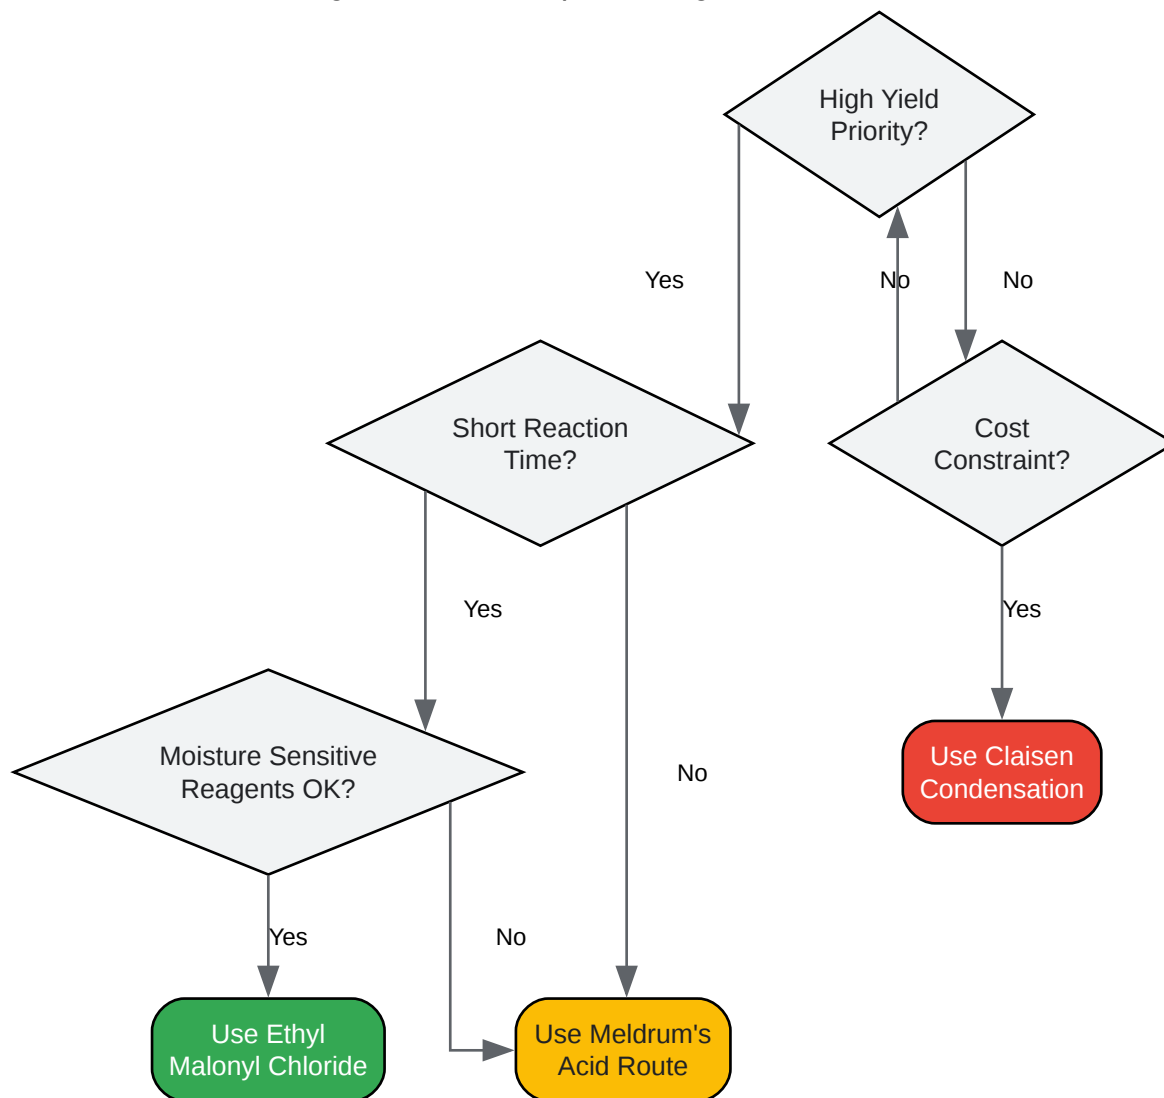 High Yield
Priority?
Yes
No
No
Short Reaction
Time?
Cost
Constraint?
Yes
Yes
Moisture Sensitive
Reagents OK?
No
Use Claisen
Condensation
Yes
No
Use Ethyl
Malonyl Chloride
Use Meldrum's
Acid Route